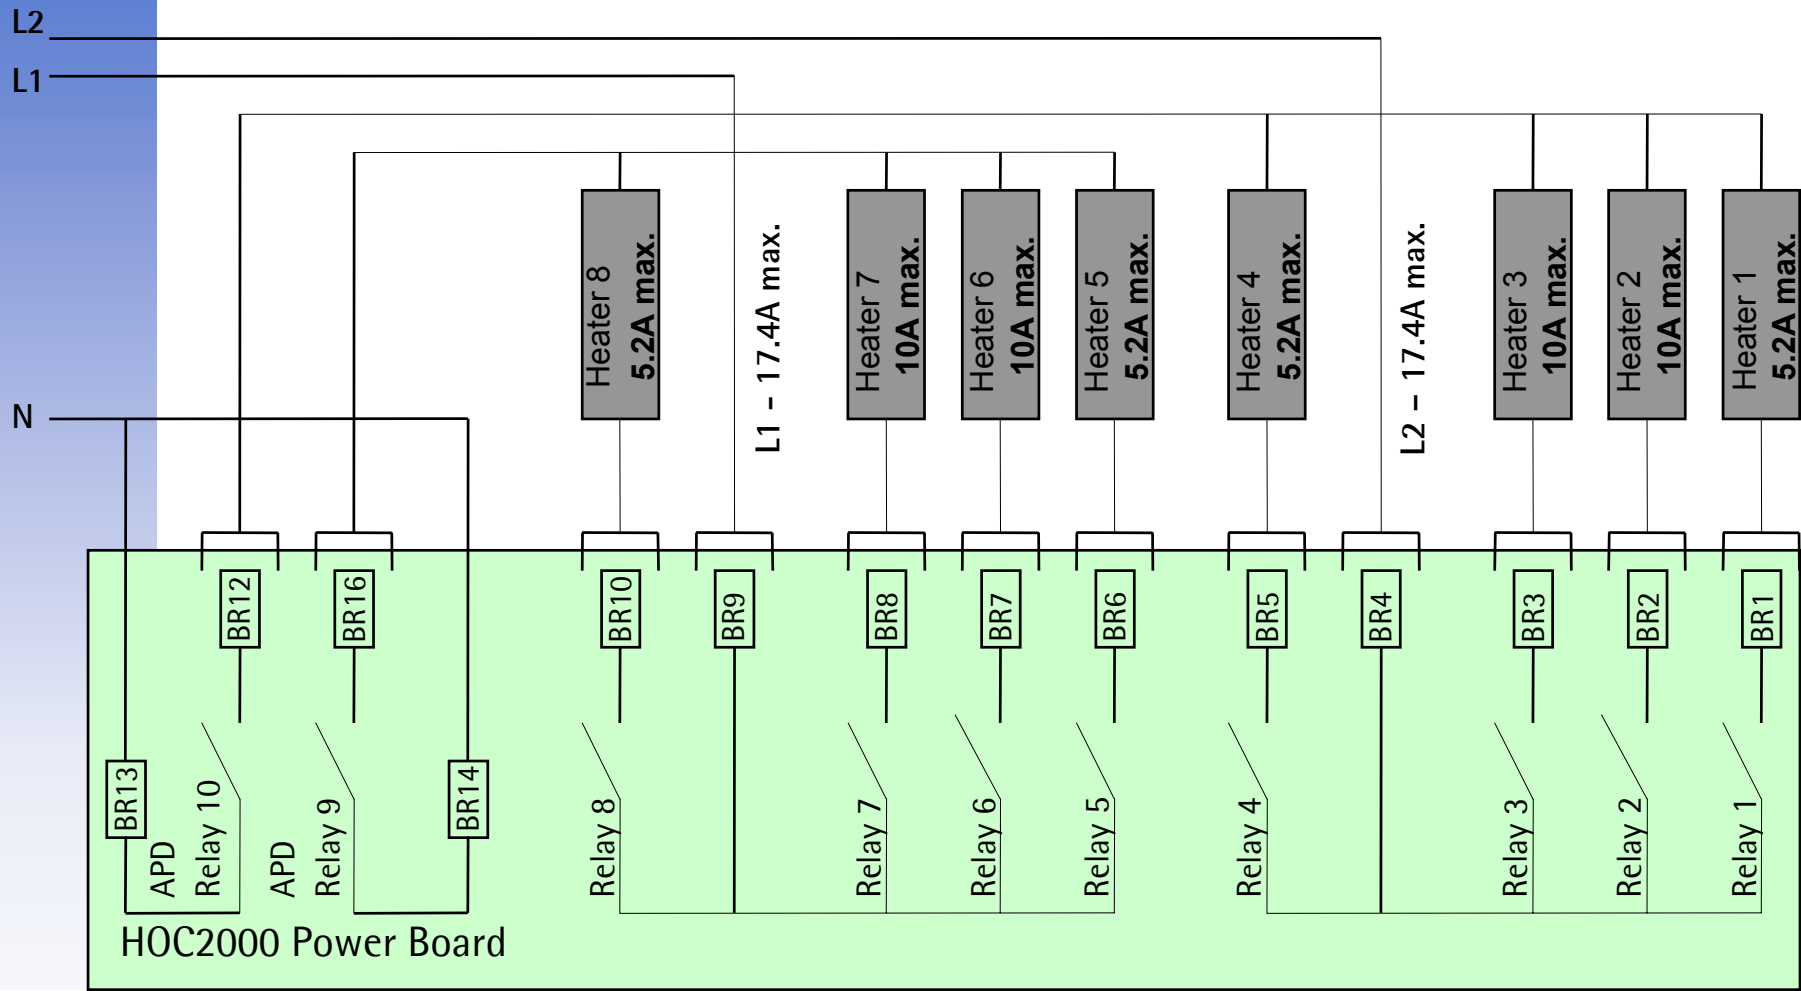 L2
L1
N
Heater 8
5.2A max.
L1 - 17.4A max.
Heater 7
10A max.
Heater 6
10A max.
Heater 5
5.2A max.
Heater 4
5.2A max.
L2 – 17.4A max.
Heater 3
10A max.
Heater 2
10A max.
Heater 1
5.2A max.
BR12
BR16
BR10
BR9
BR8
BR7
BR6
BR5
BR4
BR3
BR2
BR1
BR13
APD
Relay 10
APD
Relay 9
BR14
Relay 8
Relay 7
Relay 6
Relay 5
Relay 4
Relay 3
Relay 2
Relay 1
HOC2000 Power Board